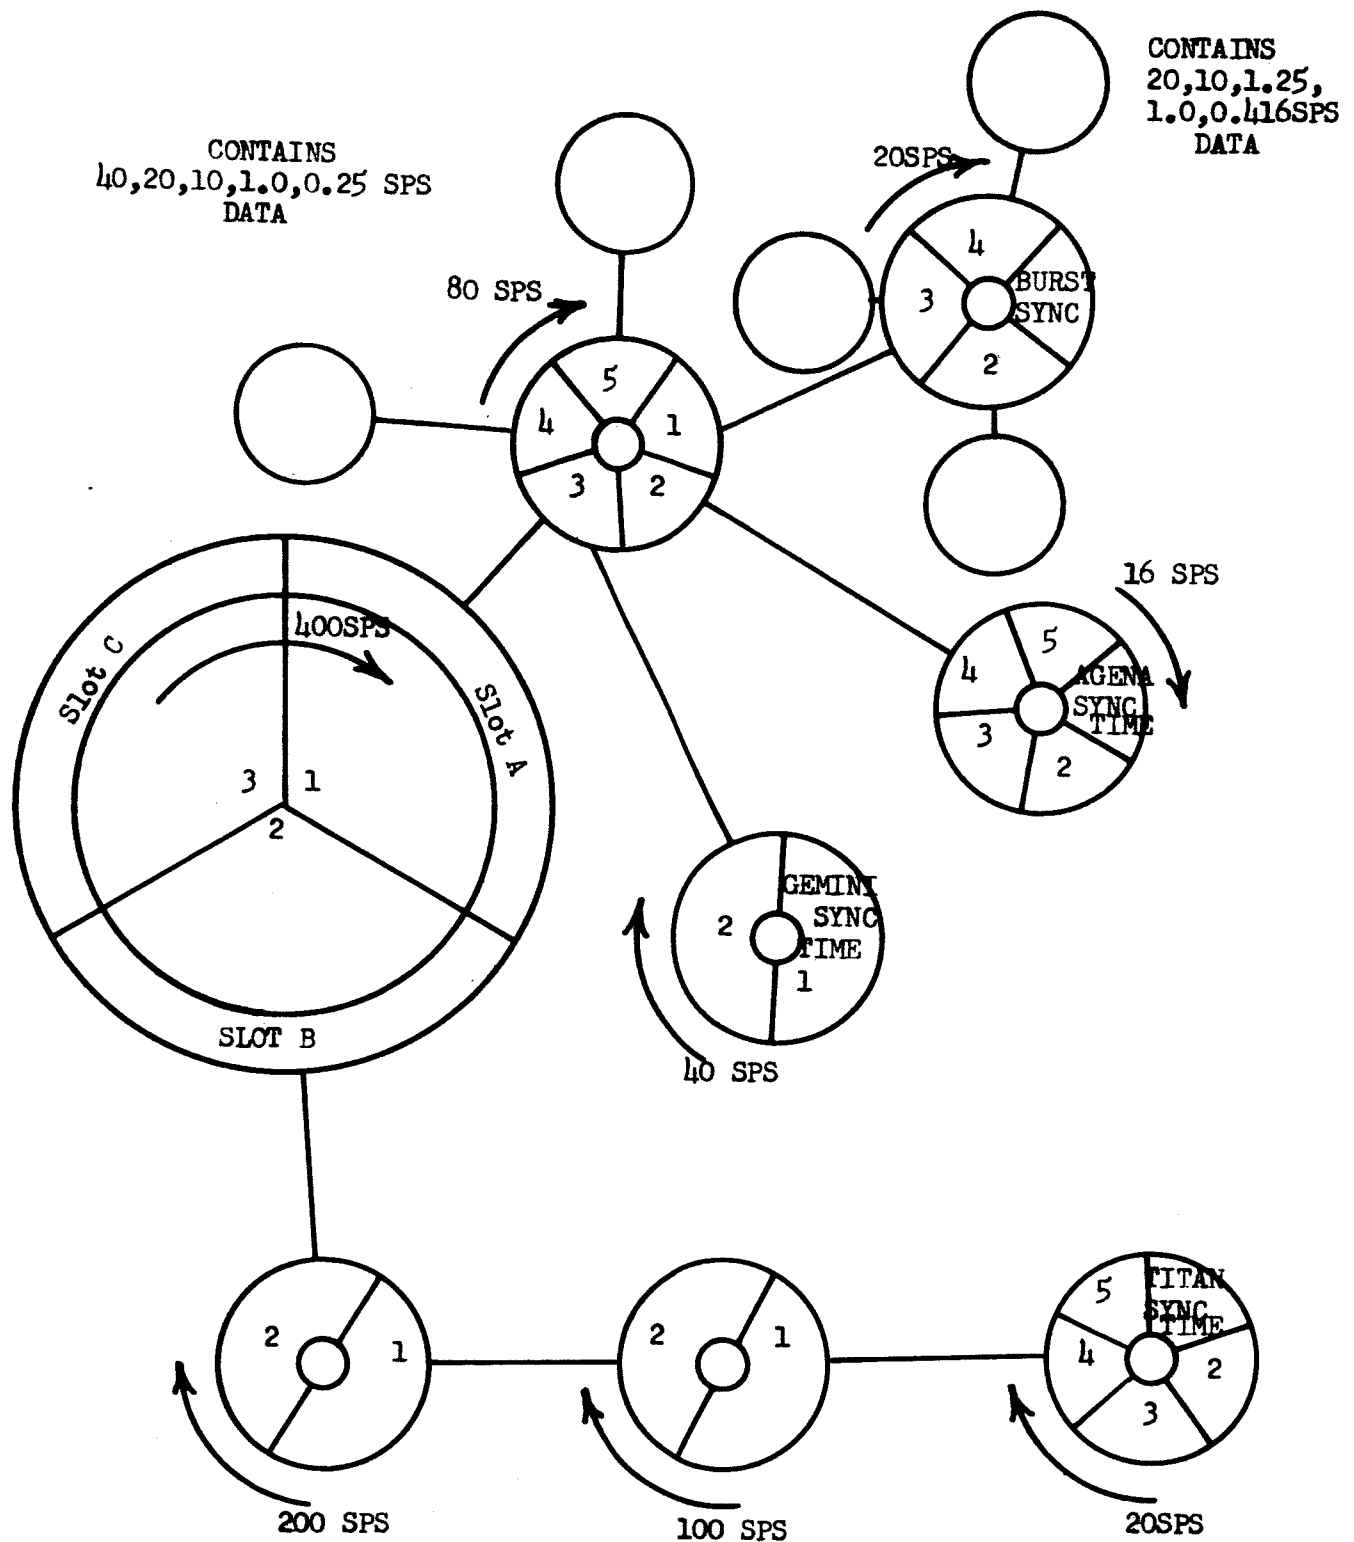 CONTAINS
20,10,1.25,
1.0,0.416SPS
DATA
CONTAINS
40,20,10,1.0,0.25 SPS
DATA
20SPS
4
3
BURST
SYNC
2
80 SPS
5
4
1
3
2
16 SPS
5
4
AGENA
SYNC
TIME
3
2
400SPS
Slot C
Slot A
3
1
2
SLOT B
GEMINI
SYNC
TIME
2
1
40 SPS
2
1
200 SPS
2
1
100 SPS
5
TITAN
SYNC
TIME
4
2
3
20SPS